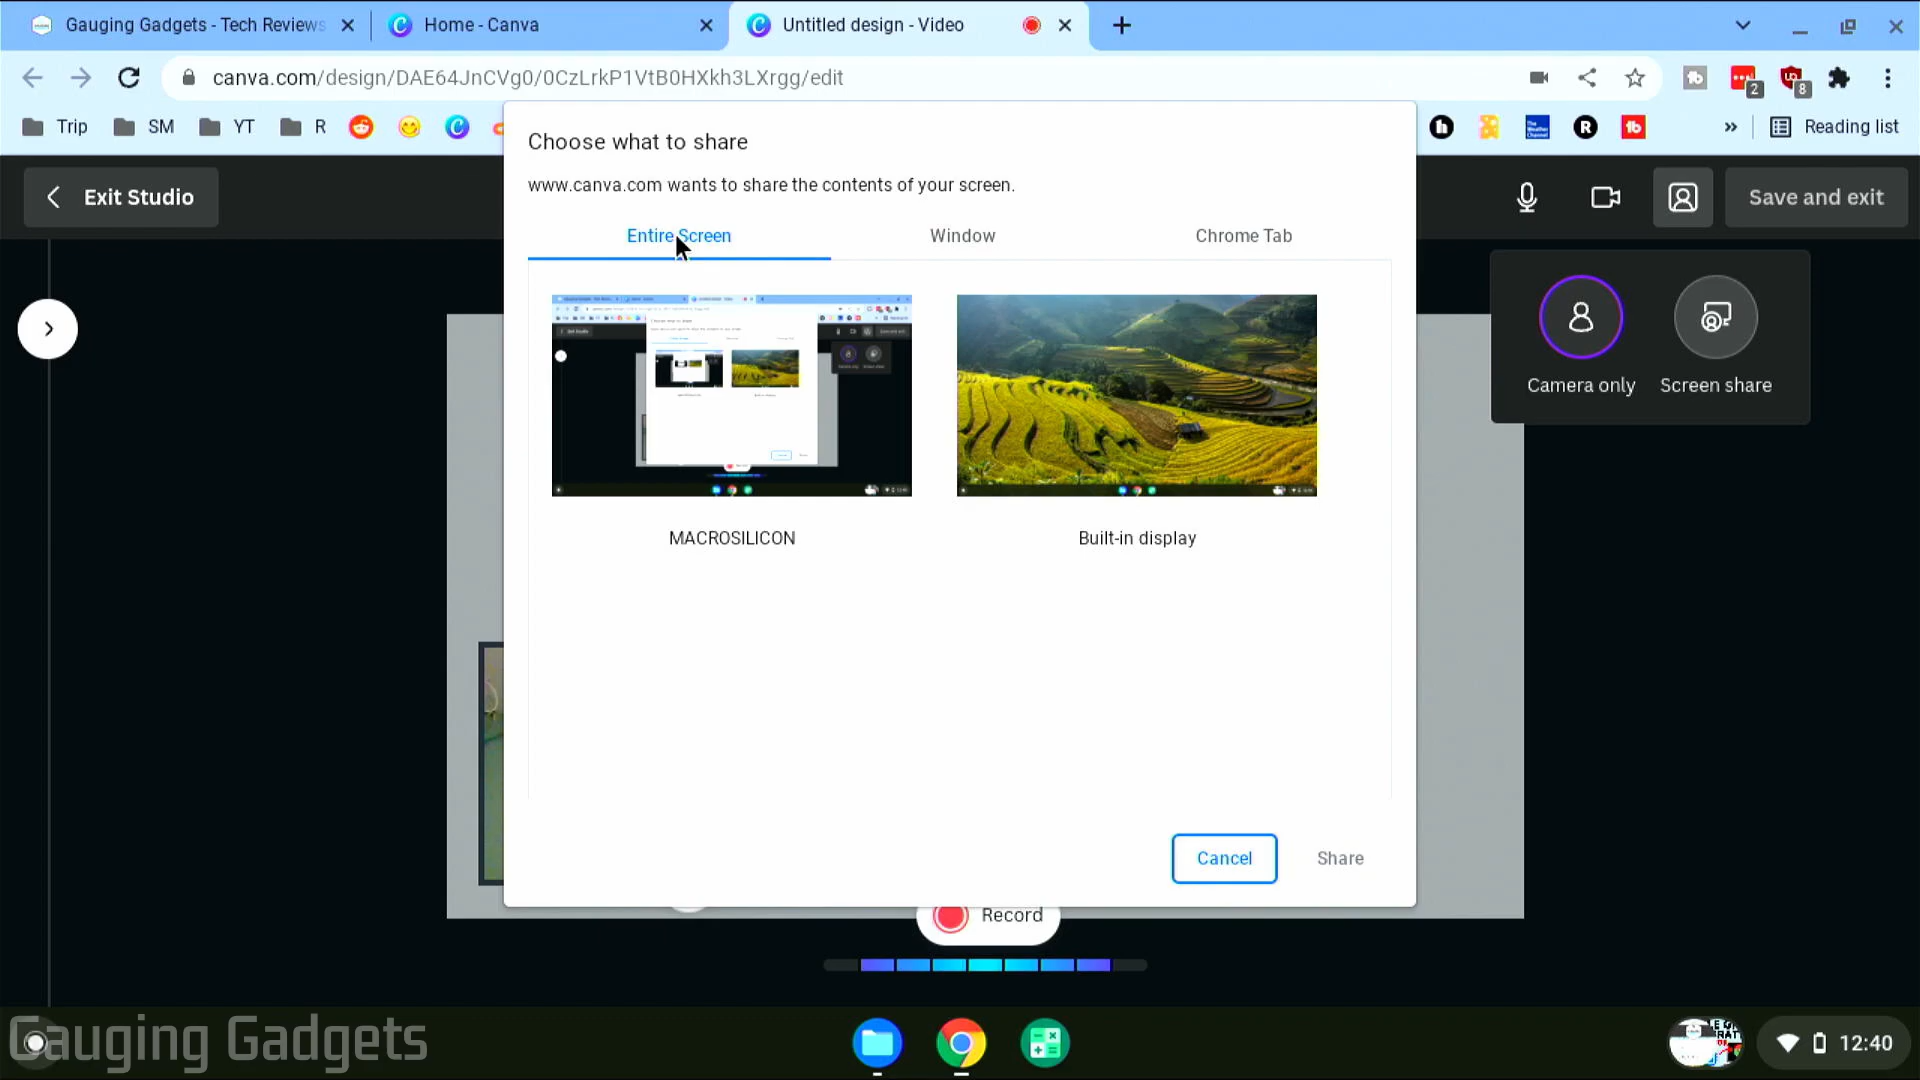 Gauging Gadgets - Tech Reviews
Home - Canva
Untitled design - Video
canva.com/design/DAE64JnCVg0/0CzLrkP1VtB0HXkh3LXrgg/edit
2
8
Trip
SM
YT
R
Reading list
Choose what to share
www.canva.com wants to share the contents of your screen.
Exit Studio
Save and exit
Entire Screen
Window
Chrome Tab
Camera only
Screen share
MACROSILICON
Built-in display
Cancel
Share
Record
Gauging Gadgets
12:40